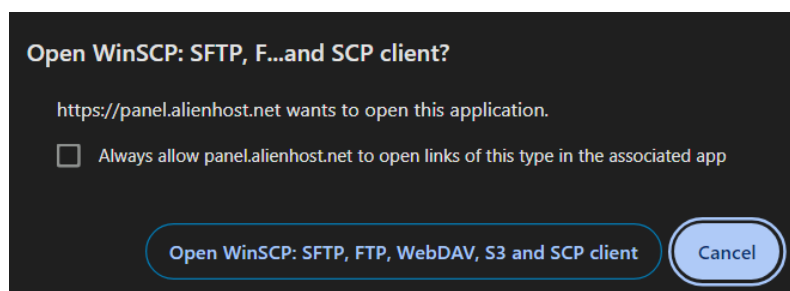 Open WinSCP: SFTP, F...and SCP client?
https://panel.alienhost.net wants to open this application.
Always allow panel.alienhost.net to open links of this type in the associated app
Open WinSCP: SFTP, FTP, WebDAV, S3 and SCP client
Cancel